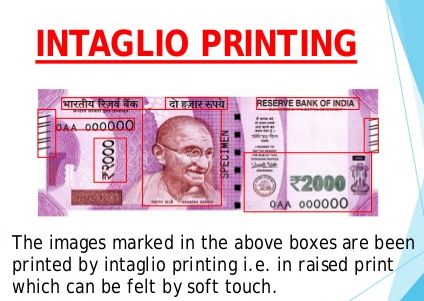 INTAGLIO PRINTING
भारतीय रिज़र्व बैंक
दो हज़ार रुपये
RESERVE BANK OF INDIA
0AA 000000
₹2000
SPECIMEN
₹2000
0AA 000000
The images marked in the above boxes are been
printed by intaglio printing i.e. in raised print
which can be felt by soft touch.